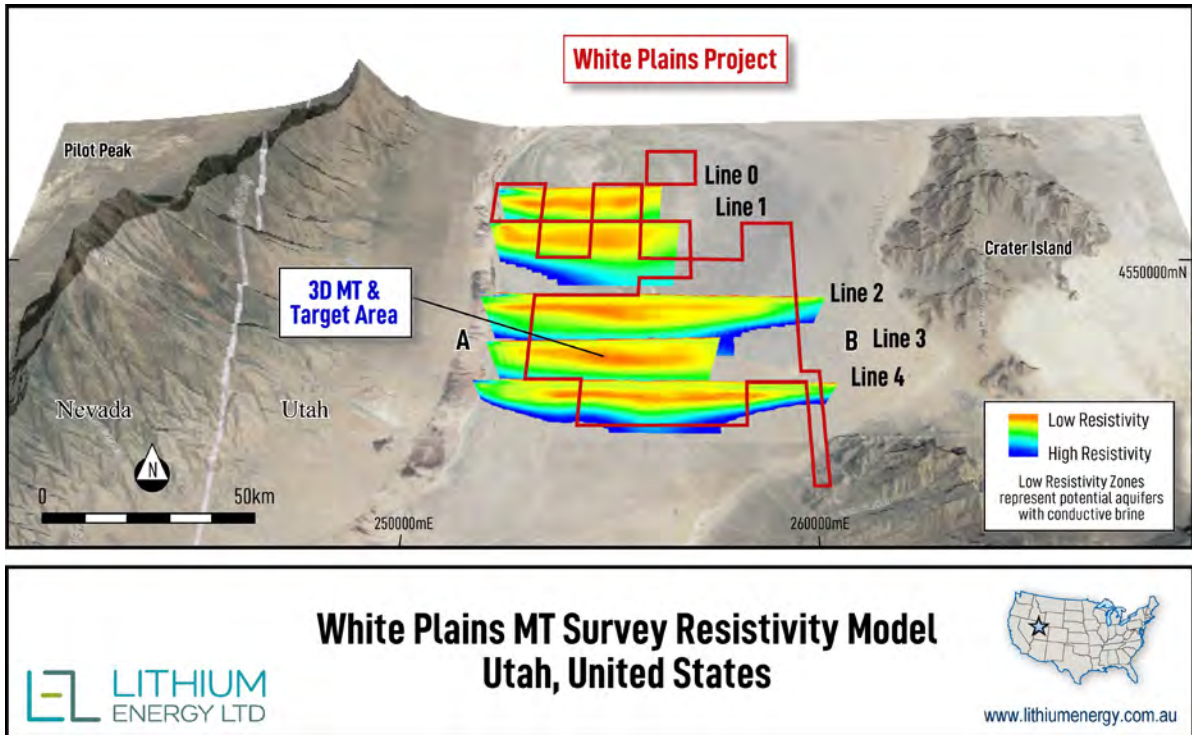 White Plains Project
Pilot Peak
Line 0
Line 1
Crater Island
4550000mN
3D MT &
Target Area
Line 2
A
B
Line 3
Line 4
Nevada
Utah
N
0
50km
250000mE
260000mE
Low Resistivity
High Resistivity
Low Resistivity Zones
represent potential aquifers
with conductive brine
White Plains MT Survey Resistivity Model
Utah, United States
LITHIUM
ENERGY LTD
www.lithiumenergy.com.au